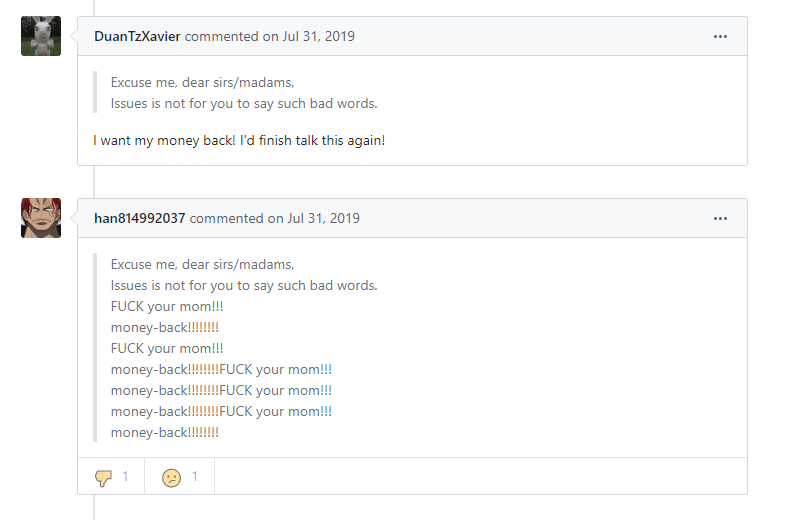 DuanTzXavier commented on Jul 31, 2019
Excuse me, dear sirs/madams,
Issues is not for you to say such bad words.
I want my money back! I'd finish talk this again!
han814992037 commented on Jul 31, 2019
Excuse me, dear sirs/madams,
Issues is not for you to say such bad words.
FUCK your mom!!!
money-back!!!!!!!!
FUCK your mom!!!
money-back!!!!!!!!FUCK your mom!!!
money-back!!!!!!!!FUCK your mom!!!
money-back!!!!!!!!FUCK your mom!!!
money-back!!!!!!!!
1 1